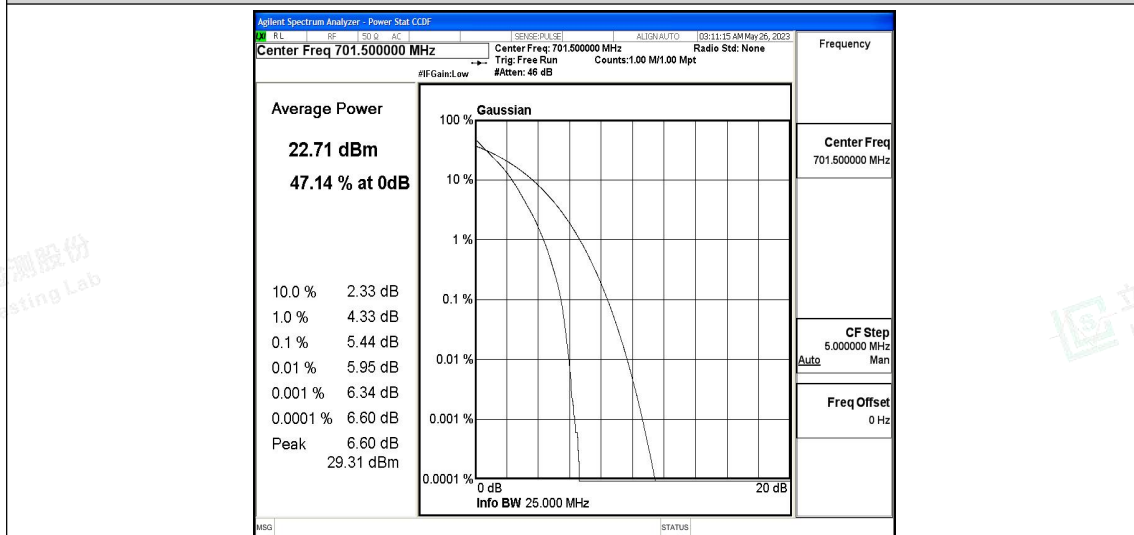 Agilent Spectrum Analyzer - Power Stat CCDF
LXI RL RF 50 Ω AC SENSE:PULSE ALIGN AUTO 03:11:15 AM May 26, 2023
Center Freq 701.500000 MHz
Center Freq: 701.500000 MHz Radio Std: None
Trig: Free Run Counts:1.00 M/1.00 Mpt
#IFGain:Low #Atten: 46 dB
Frequency
Average Power
22.71 dBm
47.14 % at 0dB
10.0 % 2.33 dB
1.0 % 4.33 dB
0.1 % 5.44 dB
0.01 % 5.95 dB
0.001 % 6.34 dB
0.0001 % 6.60 dB
Peak 6.60 dB
29.31 dBm
Gaussian
100 %
10 %
1 %
0.1 %
0.01 %
0.001 %
0.0001 %
0 dB 20 dB
Info BW 25.000 MHz
Center Freq
701.500000 MHz
CF Step
5.000000 MHz
Auto Man
Freq Offset
0 Hz
MSG STATUS
测股份
sting Lab